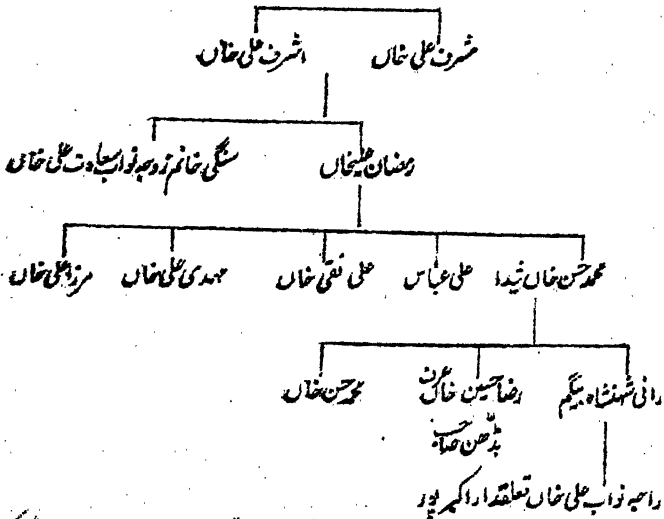 مشرف علی خاں اشرف علی خاں
رمضان علیخاں سنگی خانم زوجہ نواب سعادت علی خاں
محمد حسن خاں شیدا علی عباس علی نقی خاں مہدی علی خاں مرزا علی خاں
رانی شہنشاہ بیگم رضا حسین خاں عرف محمد حسن خاں
بڈھن صاحب
راجہ نواب علی خاں تعلقدار اکبر پور